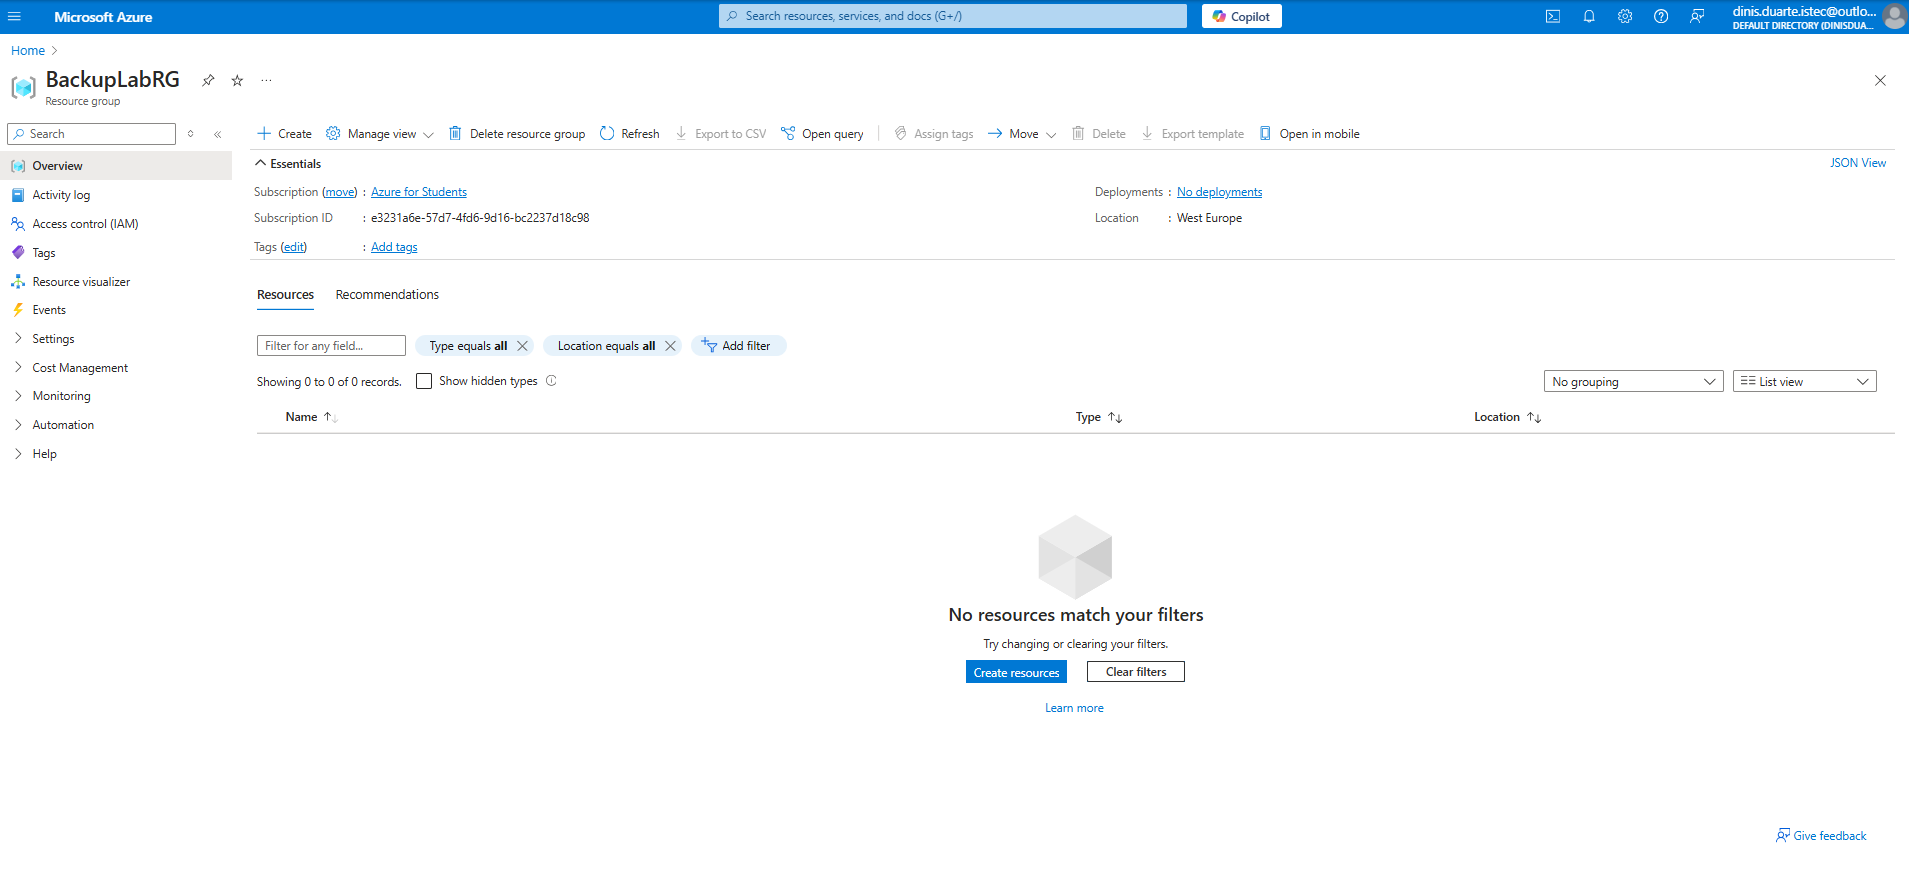 Microsoft Azure
Search resources, services, and docs (G+/)
Copilot
dinis.duarte.istec@outlo...
DEFAULT DIRECTORY (DINISDUA...
Home
BackupLabRG
Resource group
Search
Overview
Activity log
Access control (IAM)
Tags
Resource visualizer
Events
Settings
Cost Management
Monitoring
Automation
Help
Create Manage view Delete resource group Refresh Export to CSV Open query Assign tags Move Delete Export template Open in mobile
Essentials
JSON View
Subscription (move) : Azure for Students
Subscription ID : e3231a6e-57d7-4fd6-9d16-bc2237d18c98
Tags (edit) : Add tags
Deployments : No deployments
Location : West Europe
Resources Recommendations
Filter for any field... Type equals all Location equals all Add filter
Showing 0 to 0 of 0 records. Show hidden types
No grouping List view
Name Type Location
No resources match your filters
Try changing or clearing your filters.
Create resources Clear filters
Learn more
Give feedback